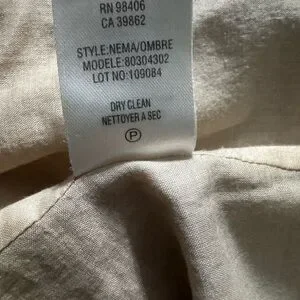 RN 98406
CA 39862
STYLE:NEMA/OMBRE
MODELE:80304302
LOT NO:109084
DRY CLEAN
NETTOYER A SEC
P